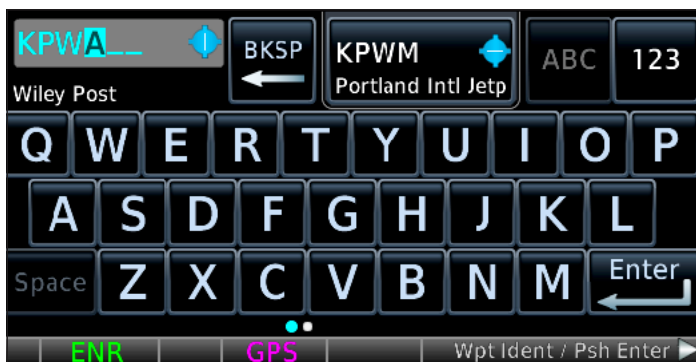 KPWA__
Wiley Post
BKSP
KPWM
Portland Intl Jetp
ABC
123
Q W E R T Y U I O P
A S D F G H J K L
Space Z X C V B N M Enter
ENR GPS Wpt Ident / Psh Enter